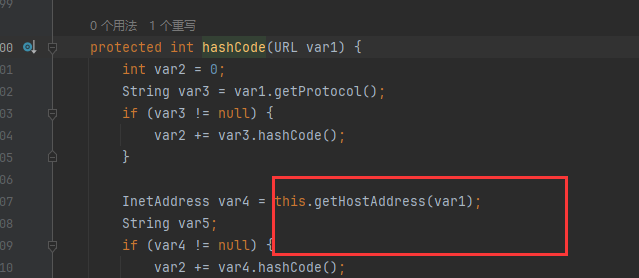 99
0 个用法 1 个重写
00 protected int hashCode(URL var1) {
01 int var2 = 0;
02 String var3 = var1.getProtocol();
03 if (var3 != null) {
04 var2 += var3.hashCode();
05 }
06
07 InetAddress var4 = this.getHostAddress(var1);
08 String var5;
09 if (var4 != null) {
10 var2 += var4.hashCode();